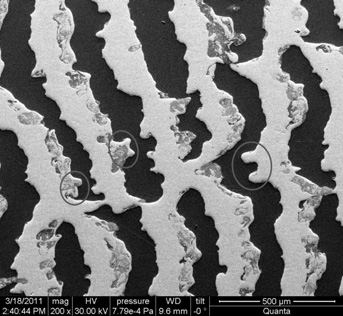 3/18/2011 mag HV pressure WD tilt 500 µm
2:40:44 PM 200 x 30.00 kV 7.79e-4 Pa 9.6 mm -0 ° Quanta